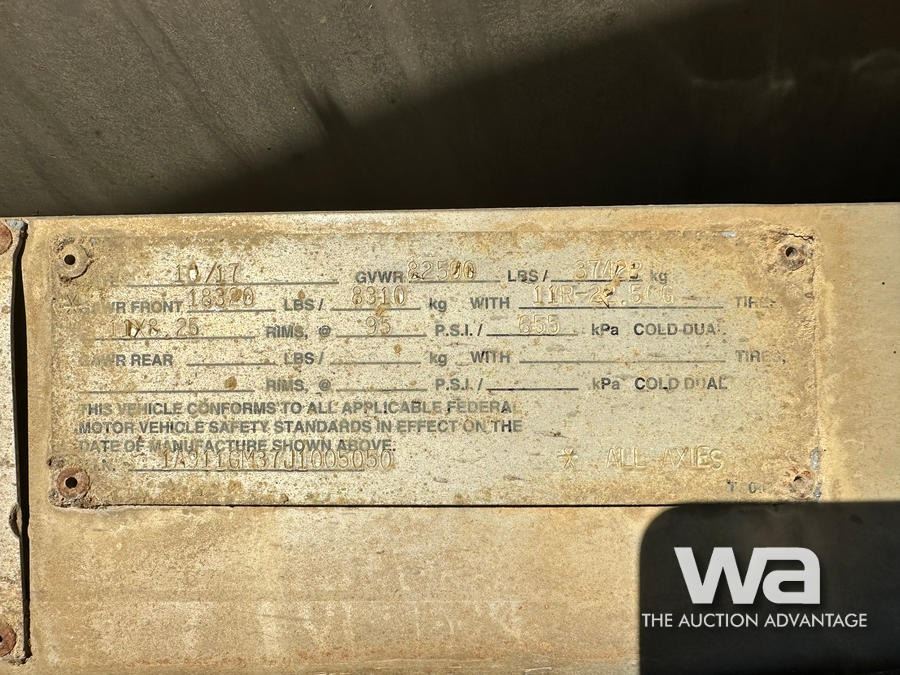 10/17 GVWR 82500 LBS / 37423 kg
GAWR FRONT 18320 LBS / 8310 kg WITH 11R-22.5(G TIRES
11X8.25 RIMS, @ 95 P.S.I. / 655 kPa COLD DUAL
GAWR REAR LBS / kg WITH TIRES,
RIMS, @ P.S.I. / kPa COLD DUAL
THIS VEHICLE CONFORMS TO ALL APPLICABLE FEDERAL
MOTOR VEHICLE SAFETY STANDARDS IN EFFECT ON THE
DATE OF MANUFACTURE SHOWN ABOVE
1A911GM37J1005050 * ALL AXIES
wa
THE AUCTION ADVANTAGE